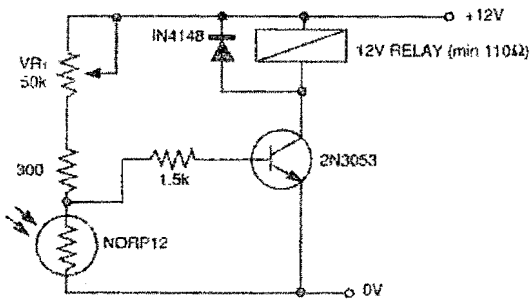 +12V
IN4148
12V RELAY (min 110Ω)
VR1
50k
300
1.5k
2N3053
NORP12
0V